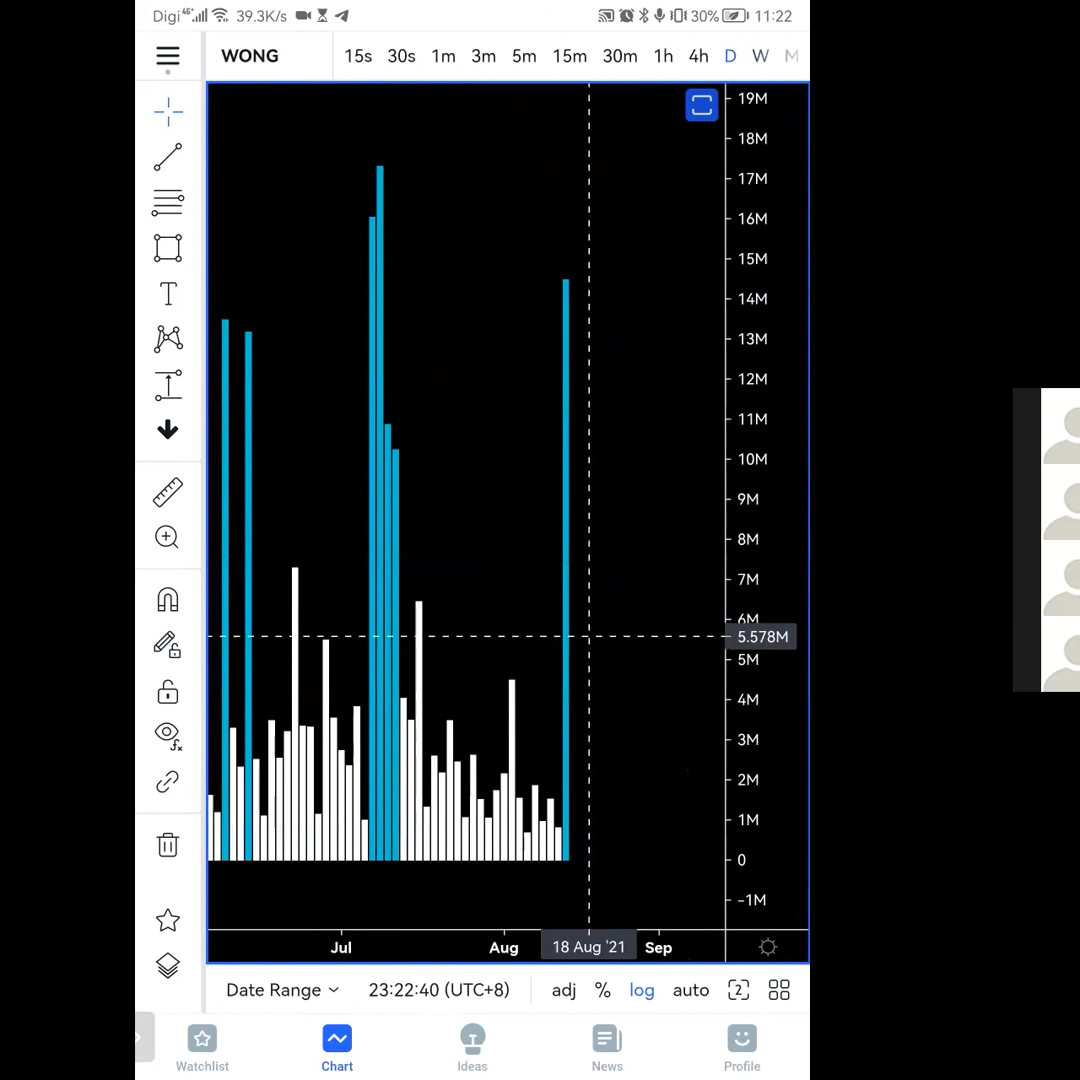 Digi 4G 39.3K/s 30% 11:22
WONG 15s 30s 1m 3m 5m 15m 30m 1h 4h D W M
19M
18M
17M
16M
15M
14M
13M
12M
11M
10M
9M
8M
7M
6M
5.578M
5M
4M
3M
2M
1M
0
-1M
Jul Aug 18 Aug '21 Sep
Date Range 23:22:40 (UTC+8) adj % log auto 2
Watchlist Chart Ideas News Profile